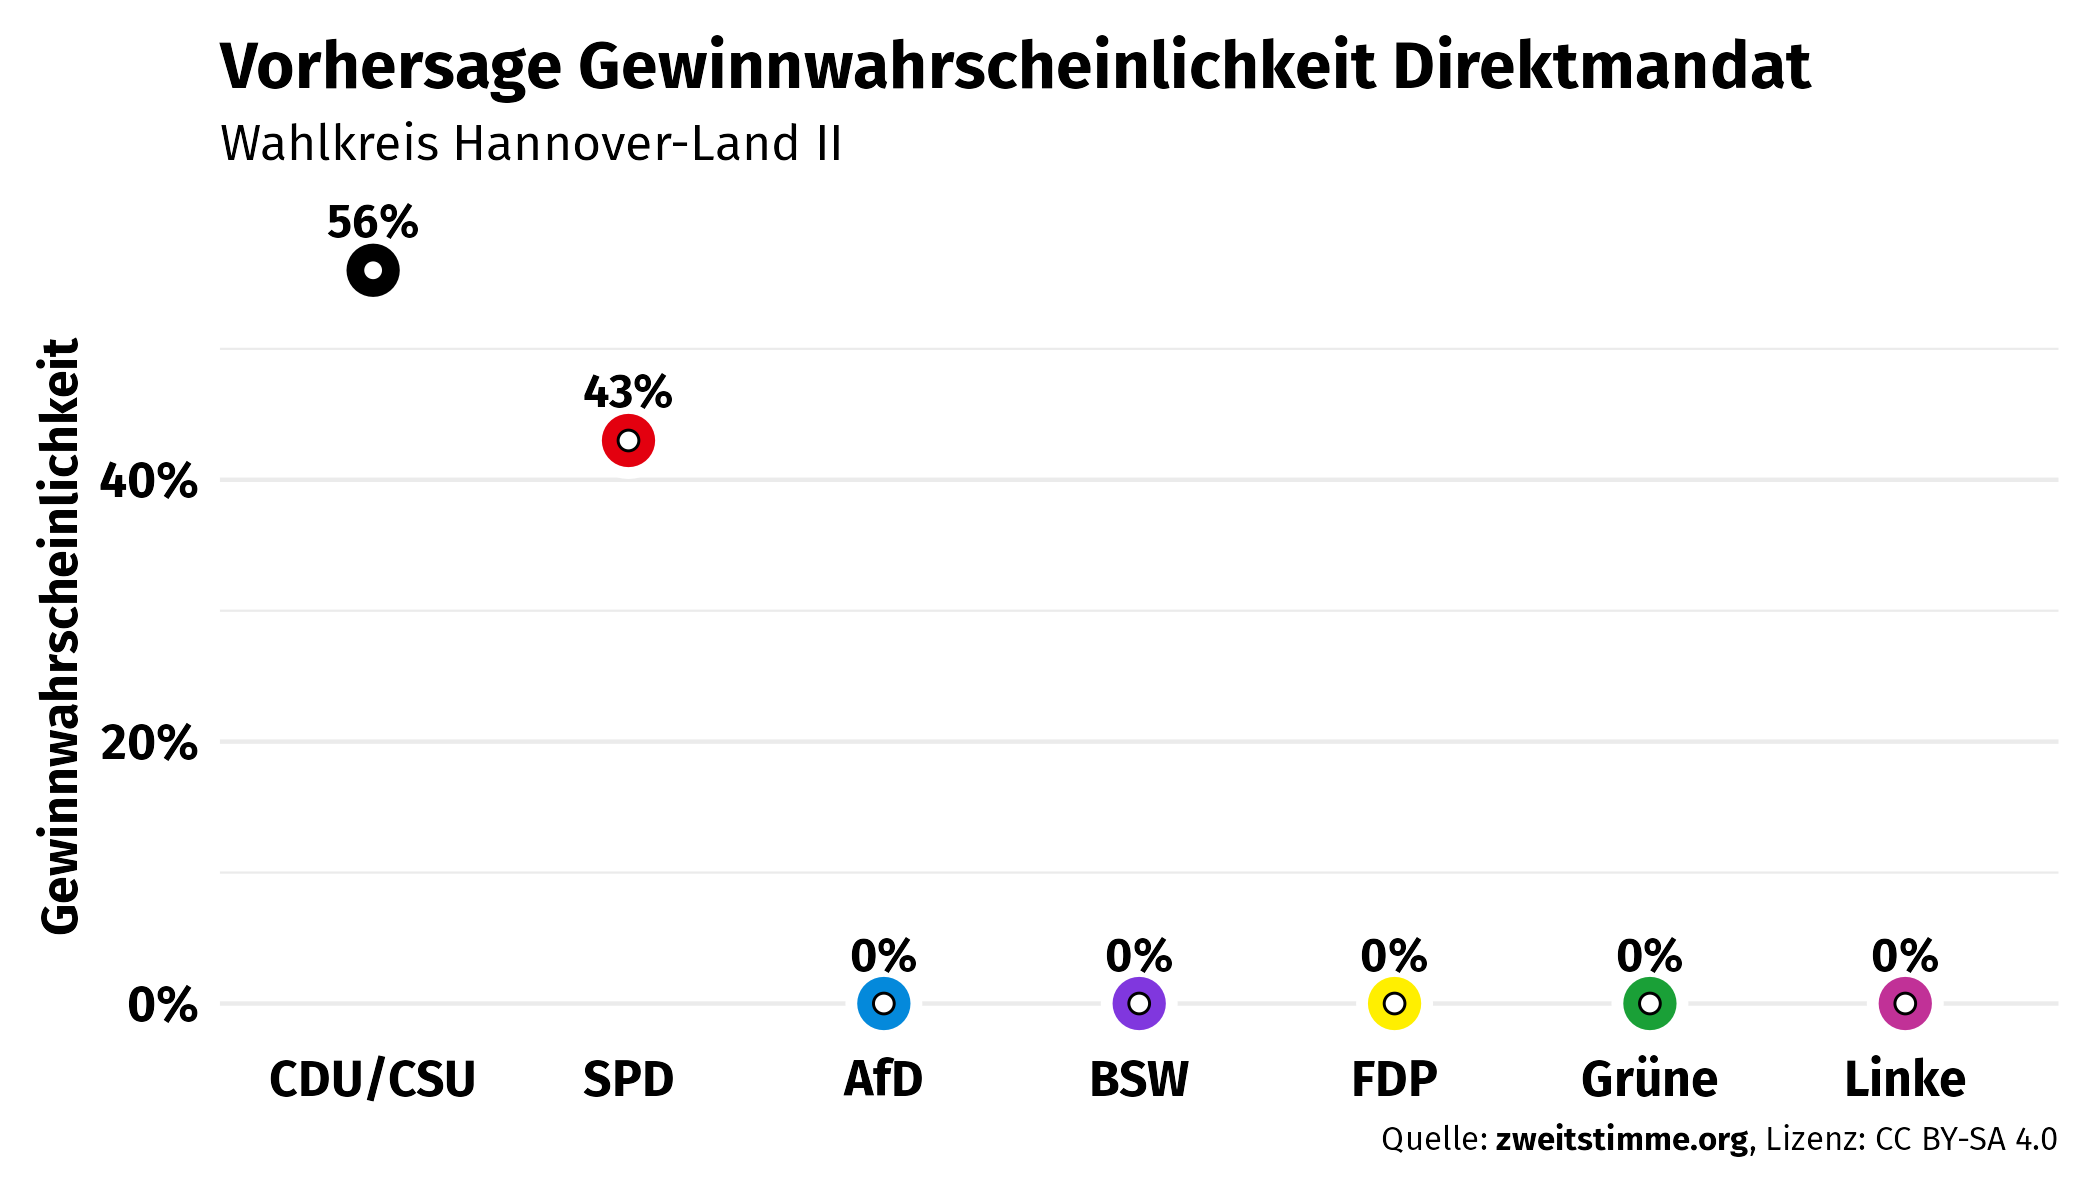 Vorhersage Gewinnwahrscheinlichkeit Direktmandat
Wahlkreis Hannover-Land II
56%
43%
Gewinnwahrscheinlichkeit
40%
20%
0% 0% 0% 0% 0%
0%
CDU/CSU SPD AfD BSW FDP Grüne Linke
Quelle: zweitstimme.org, Lizenz: CC BY-SA 4.0